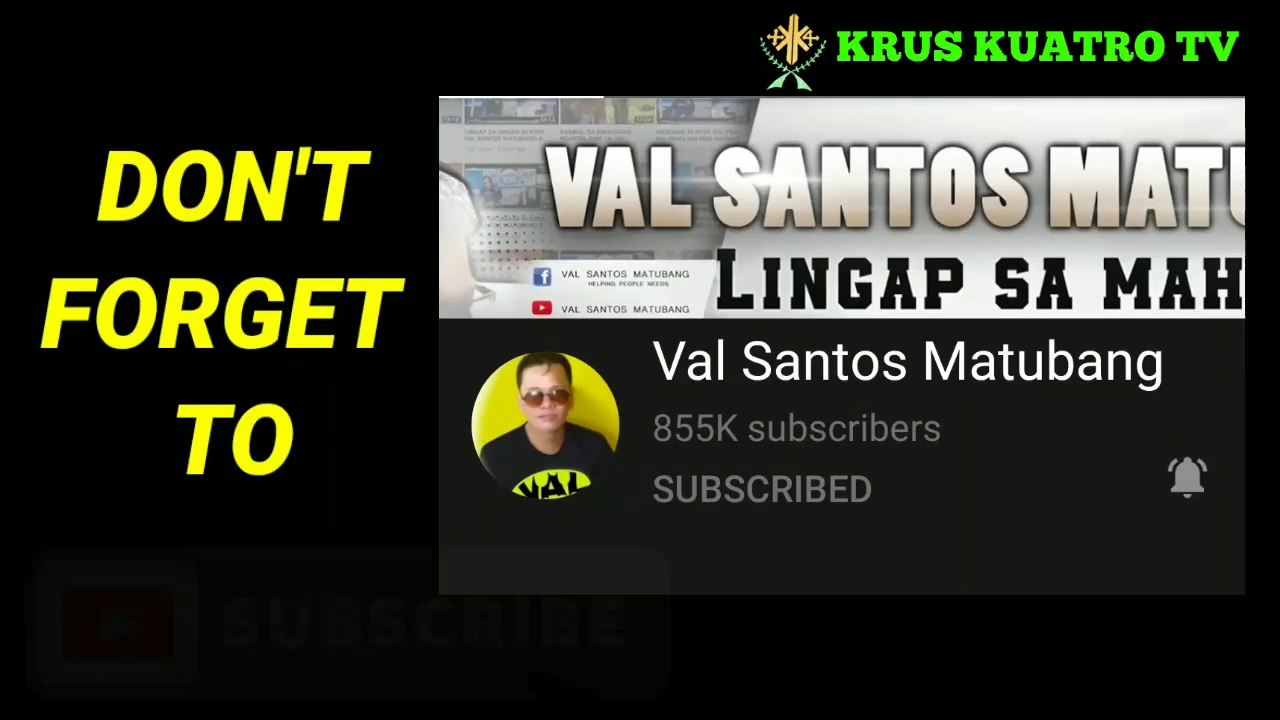 KRUS KUATRO TV
DON'T
FORGET
TO
VAL SANTOS MATU
LINGAP SA MAH
VAL SANTOS MATUBANG
HELPING PEOPLE NEEDS
VAL SANTOS MATUBANG
Val Santos Matubang
855K subscribers
SUBSCRIBED
SUBSCRIBE